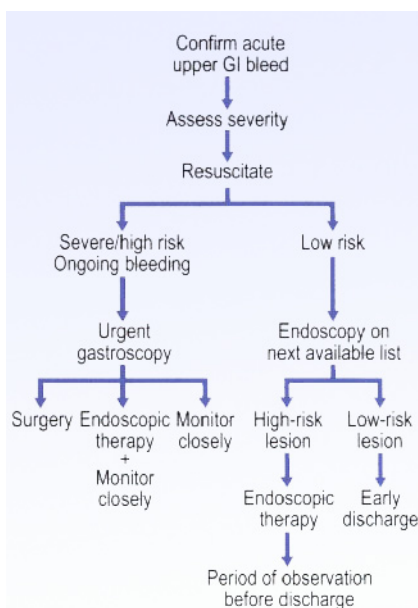 Confirm acute
upper GI bleed
Assess severity
Resuscitate
Severe/high risk
Ongoing bleeding
Low risk
Urgent
gastroscopy
Endoscopy on
next available list
Surgery
Endoscopic
therapy
+
Monitor
closely
Monitor
closely
High-risk
lesion
Low-risk
lesion
Endoscopic
therapy
Early
discharge
Period of observation
before discharge